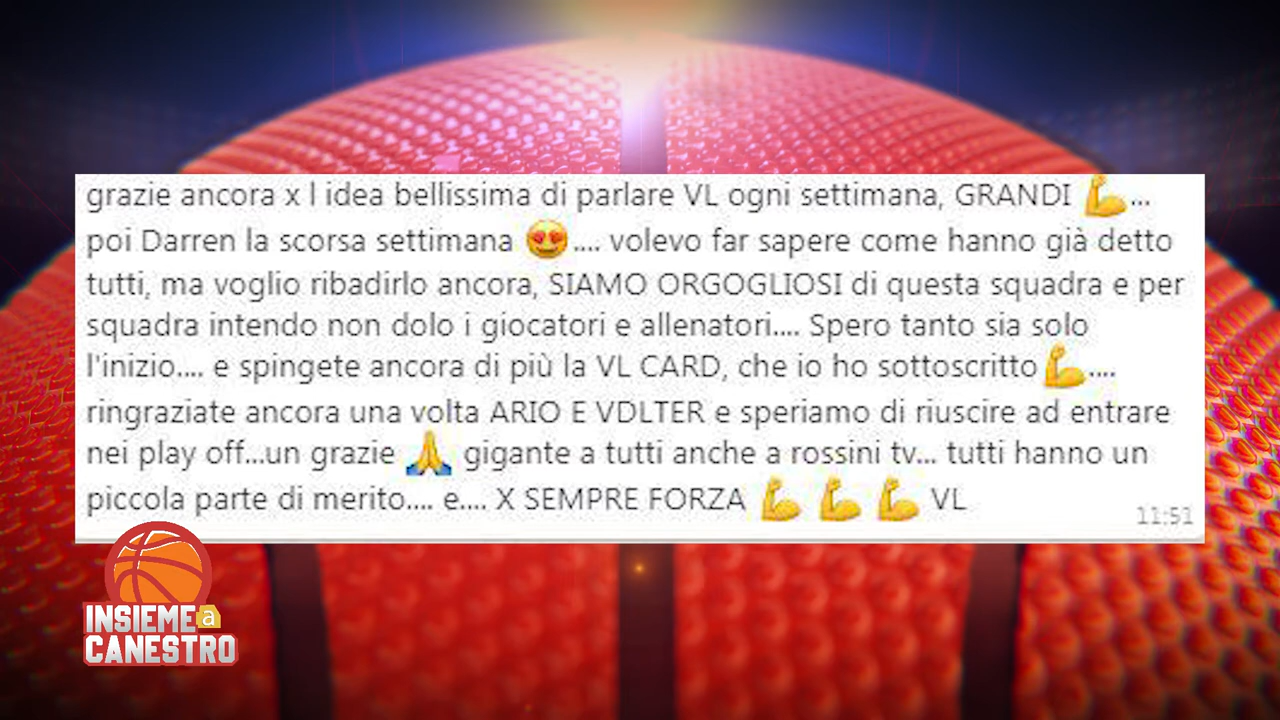 grazie ancora x l idea bellissima di parlare VL ogni settimana, GRANDI 💪...
poi Darren la scorsa settimana 😍.... volevo far sapere come hanno già detto
tutti, ma voglio ribadirlo ancora, SIAMO ORGOGLIOSI di questa squadra e per
squadra intendo non dolo i giocatori e allenatori.... Spero tanto sia solo
l'inizio.... e spingete ancora di più la VL CARD, che io ho sottoscritto💪....
ringraziate ancora una volta ARIO E VDLTER e speriamo di riuscire ad entrare
nei play off...un grazie 🙏 gigante a tutti anche a rossini tv... tutti hanno un
piccola parte di merito.... e.... X SEMPRE FORZA 💪 💪 💪 VL
11:51
INSIEME a
CANESTRO